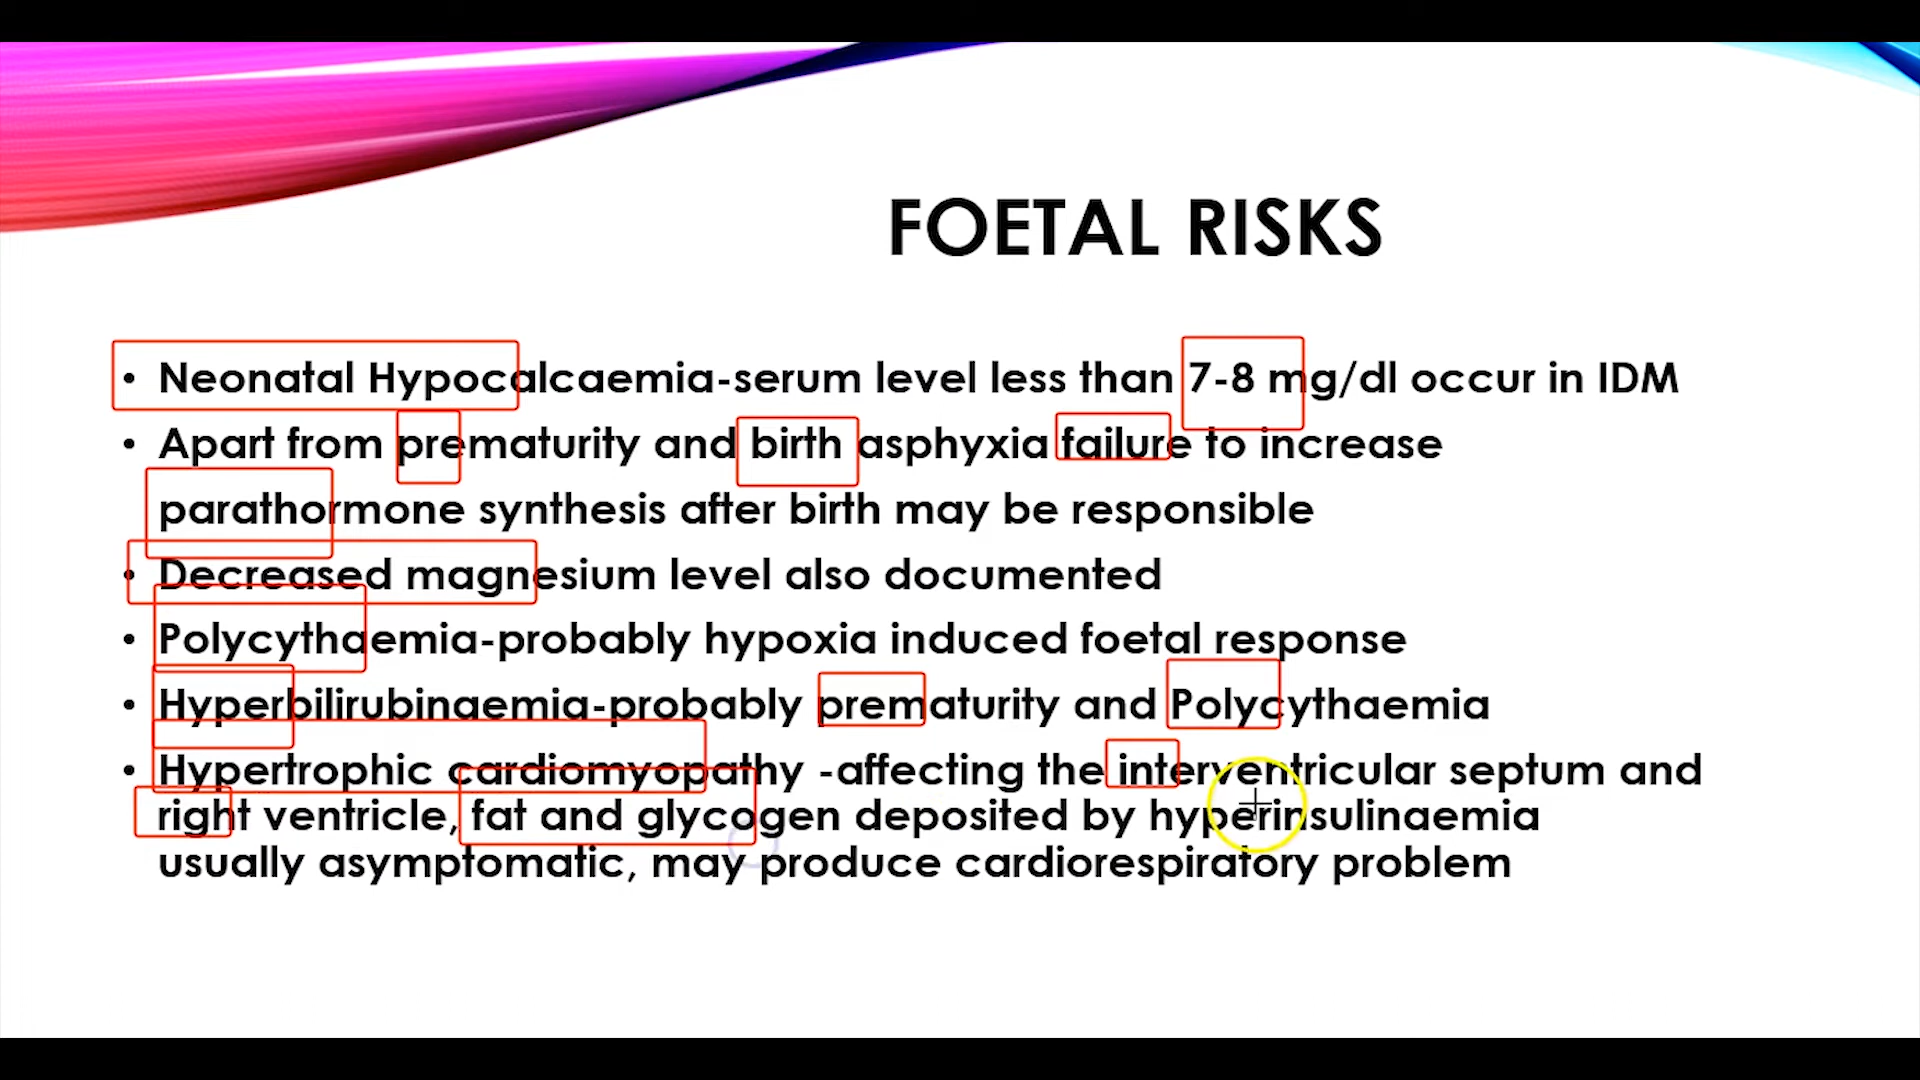 FOETAL RISKS
• Neonatal Hypocalcaemia-serum level less than 7-8 mg/dl occur in IDM
• Apart from prematurity and birth asphyxia failure to increase
parathormone synthesis after birth may be responsible
• Decreased magnesium level also documented
• Polycythaemia-probably hypoxia induced foetal response
• Hyperbilirubinaemia-probably prematurity and Polycythaemia
• Hypertrophic cardiomyopathy -affecting the interventricular septum and
right ventricle, fat and glycogen deposited by hyperinsulinaemia
usually asymptomatic, may produce cardiorespiratory problem